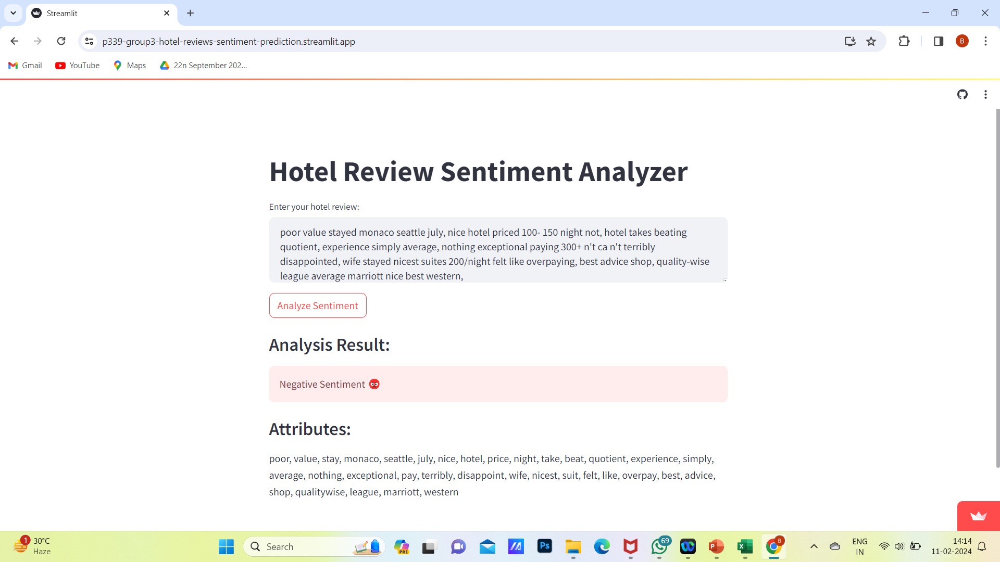 Streamlit
p339-group3-hotel-reviews-sentiment-prediction.streamlit.app
B
Gmail
YouTube
Maps
22n September 202...
Hotel Review Sentiment Analyzer
Enter your hotel review:
poor value stayed monaco seattle july, nice hotel priced 100- 150 night not, hotel takes beating
quotient, experience simply average, nothing exceptional paying 300+ n't ca n't terribly
disappointed, wife stayed nicest suites 200/night felt like overpaying, best advice shop, quality-wise
league average marriott nice best western,
Analyze Sentiment
Analysis Result:
Negative Sentiment
Attributes:
poor, value, stay, monaco, seattle, july, nice, hotel, price, night, take, beat, quotient, experience, simply,
average, nothing, exceptional, pay, terribly, disappoint, wife, nicest, suit, felt, like, overpay, best, advice,
shop, qualitywise, league, marriott, western
1
30°C
Haze
Search
PRE
Ps
69
P
X
B
ENG
IN
14:14
11-02-2024